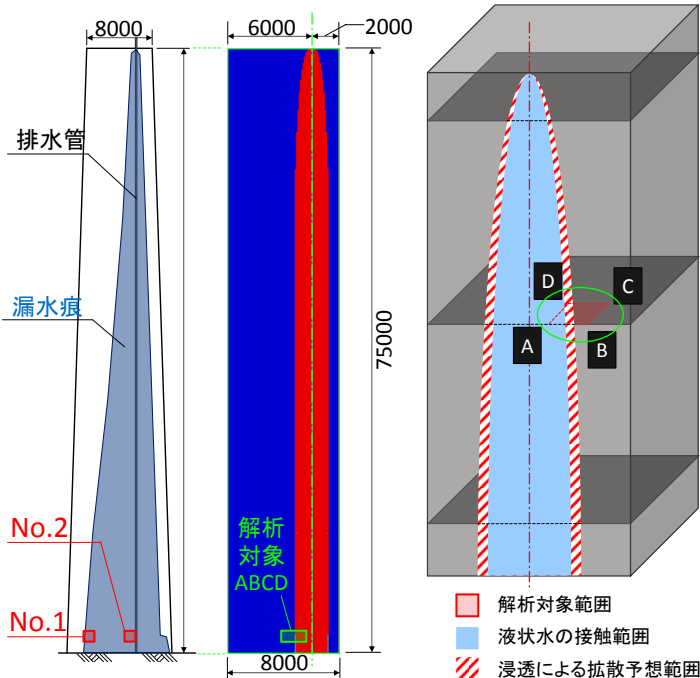 8000
排水管
漏水痕
No.2
No.1
6000
2000
75000
解析
対象
ABCD
8000
D
C
A
B
解析対象範囲
液状水の接触範囲
浸透による拡散予想範囲